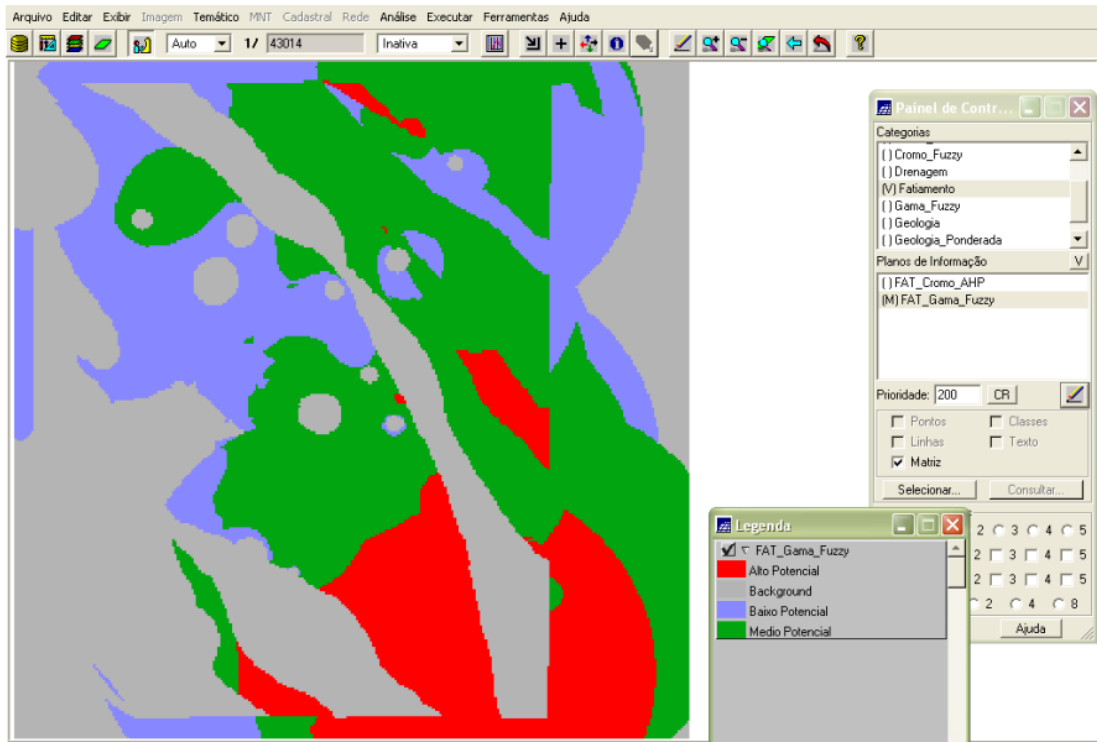 Arquivo Editar Exibir Imagem Temático MNT Cadastral Rede Análise Executar Ferramentas Ajuda
Auto 1/ 43014 Inativa
Painel de Contr...
Categorias
( ) Cromo_Fuzzy
( ) Drenagem
(V) Fatiamento
( ) Gama_Fuzzy
( ) Geologia
( ) Geologia_Ponderada
Planos de Informação V
( ) FAT_Cromo_AHP
(M) FAT_Gama_Fuzzy
Prioridade: 200 CR
Pontos Classes
Linhas Texto
Matriz
Selecionar... Consultar...
2 3 4 5
2 3 4 5
2 3 4 5
2 4 8
Ajuda
Legenda
FAT_Gama_Fuzzy
Alto Potencial
Background
Baixo Potencial
Medio Potencial